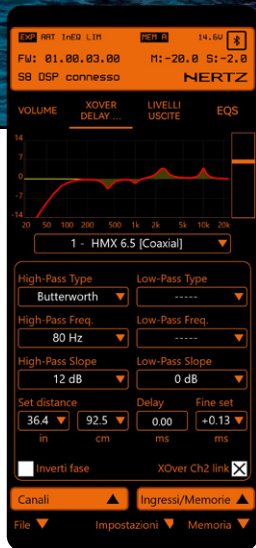 EXP ART InEQ LIM MEM A 14.6V
FW: 01.00.03.00 M:-20.0 S:-2.0
S8 DSP connesso HERTZ
VOLUME XOVER DELAY ... LIVELLI USCITE EQS
14
7
0
-7
-14
20 50 100 200 500 1k 2k 5k 10k 20k
1 - HMX 6.5 [Coaxial]
High-Pass Type Low-Pass Type
Butterworth -----
High-Pass Freq. Low-Pass Freq.
80 Hz -----
High-Pass Slope Low-Pass Slope
12 dB 0 dB
Set distance Delay Fine set
36.4 92.5 0.00 +0.13
in cm ms ms
Inverti fase XOver Ch2 link
Canali Ingressi/Memorie
File Impostazioni Memoria